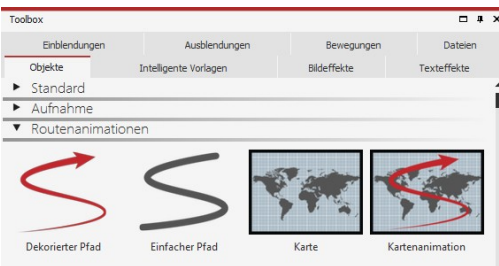 Toolbox
Einblendungen Ausblendungen Bewegungen Dateien
Objekte Intelligente Vorlagen Bildeffekte Texteffekte
Standard
Aufnahme
Routenanimationen
Dekorierter Pfad Einfacher Pfad Karte Kartenanimation